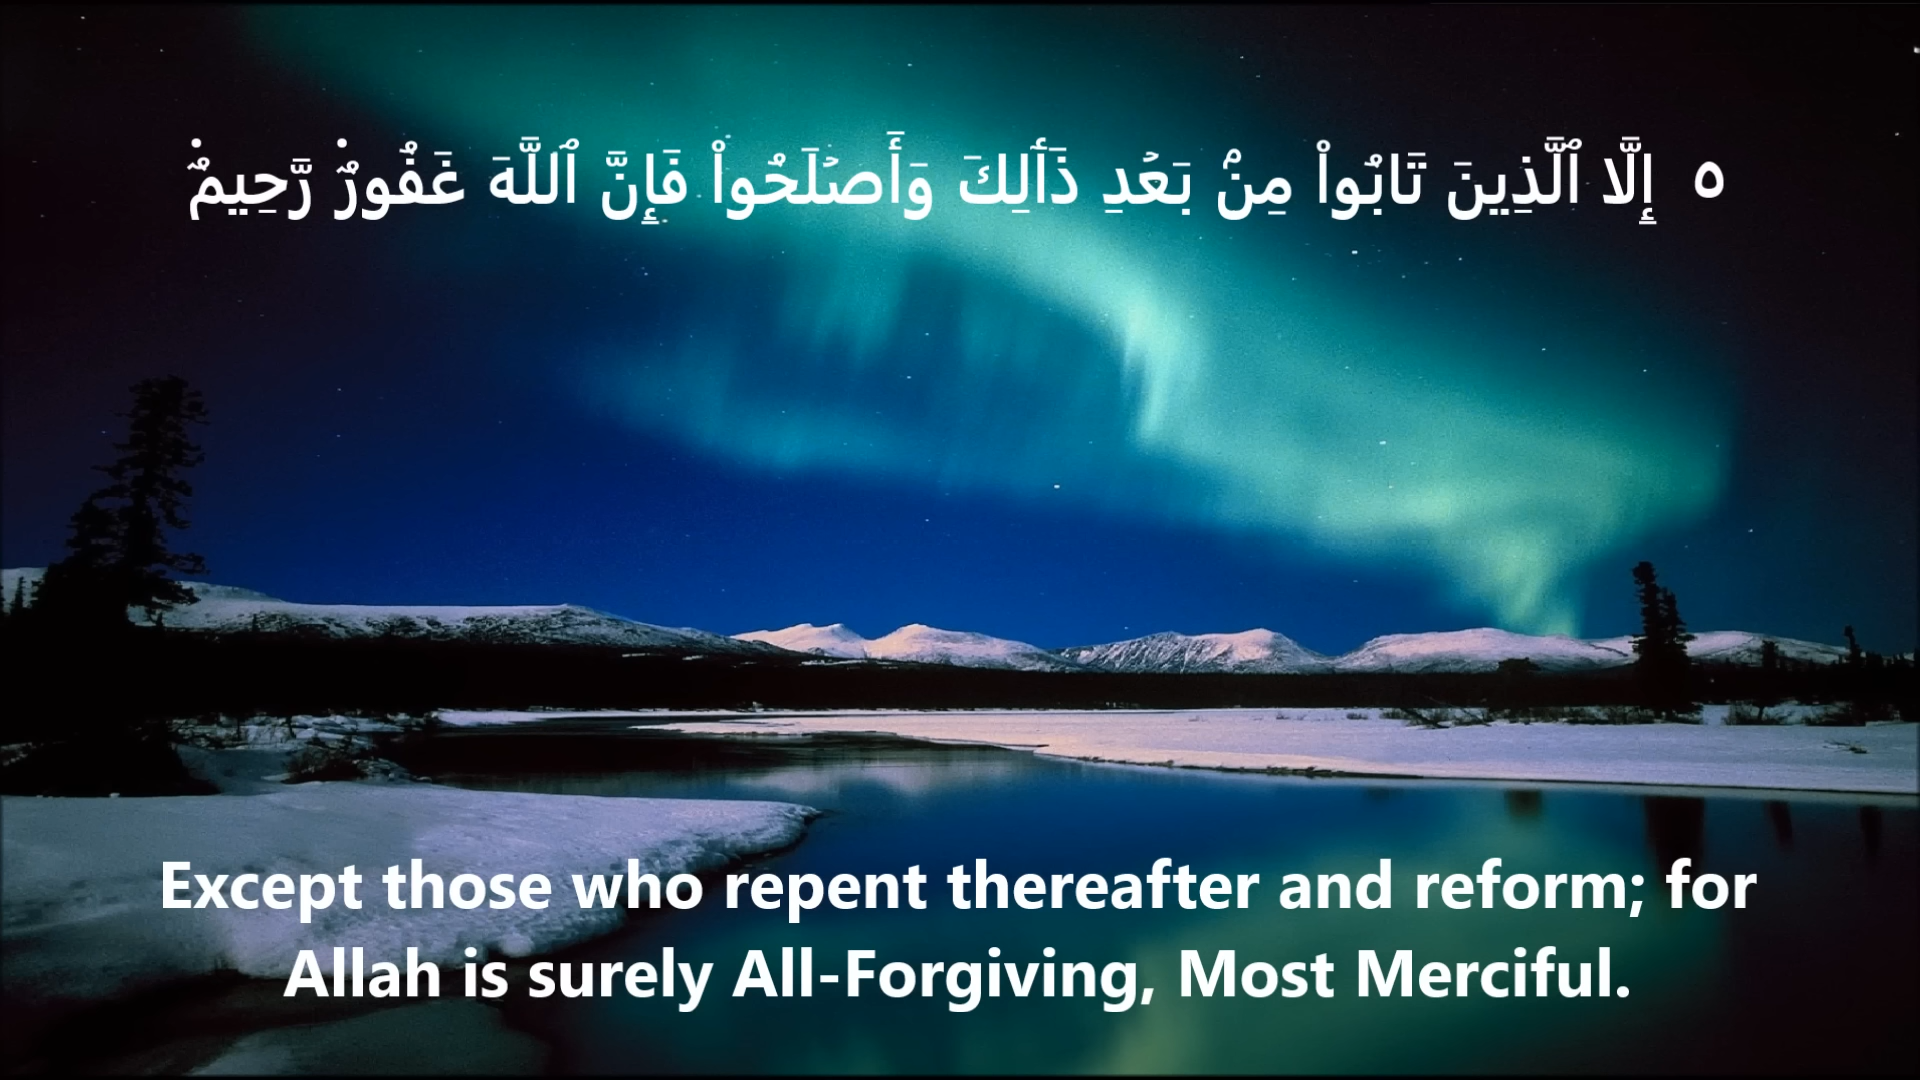 ٥ إِلَّا ٱلَّذِينَ تَابُوا۟ مِنۢ بَعۡدِ ذَٲلِكَ وَأَصۡلَحُوا۟ فَإِنَّ ٱللَّهَ غَفُورٌ۬ رَّحِيمٌ۬
Except those who repent thereafter and reform; for
Allah is surely All-Forgiving, Most Merciful.